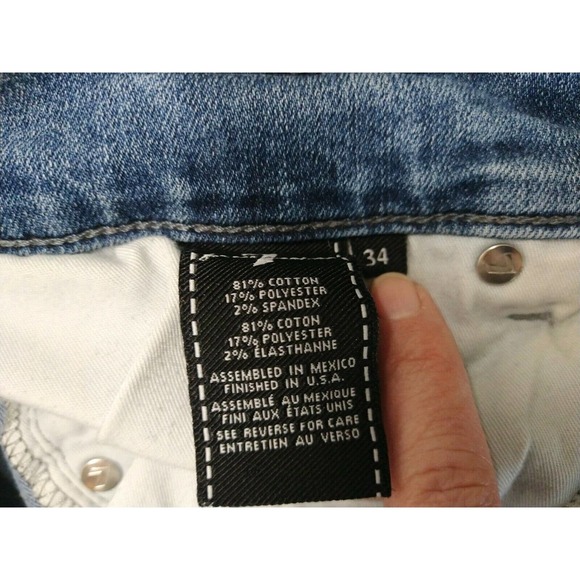 34
81% COTTON
17% POLYESTER
2% SPANDEX
81% COTON
17% POLYESTER
2% ÉLASTHANNE
ASSEMBLED IN MEXICO
FINISHED IN U.S.A.
ASSEMBLÉ AU MEXIQUE
FINI AUX ÉTATS UNIS
SEE REVERSE FOR CARE
ENTRETIEN AU VERSO